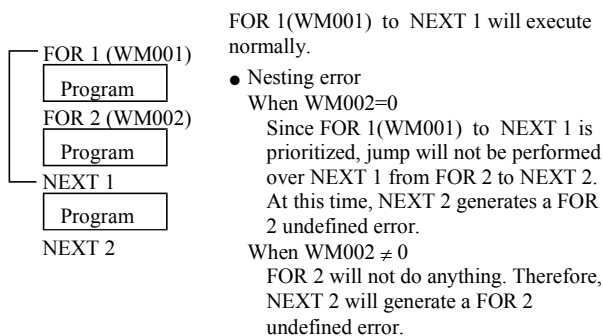 FOR 1 (WM001)
Program
FOR 2 (WM002)
Program
NEXT 1
Program
NEXT 2
FOR 1(WM001) to NEXT 1 will execute
normally.
● Nesting error
When WM002=0
Since FOR 1(WM001) to NEXT 1 is
prioritized, jump will not be performed
over NEXT 1 from FOR 2 to NEXT 2.
At this time, NEXT 2 generates a FOR
2 undefined error.
When WM002 ≠ 0
FOR 2 will not do anything. Therefore,
NEXT 2 will generate a FOR 2
undefined error.